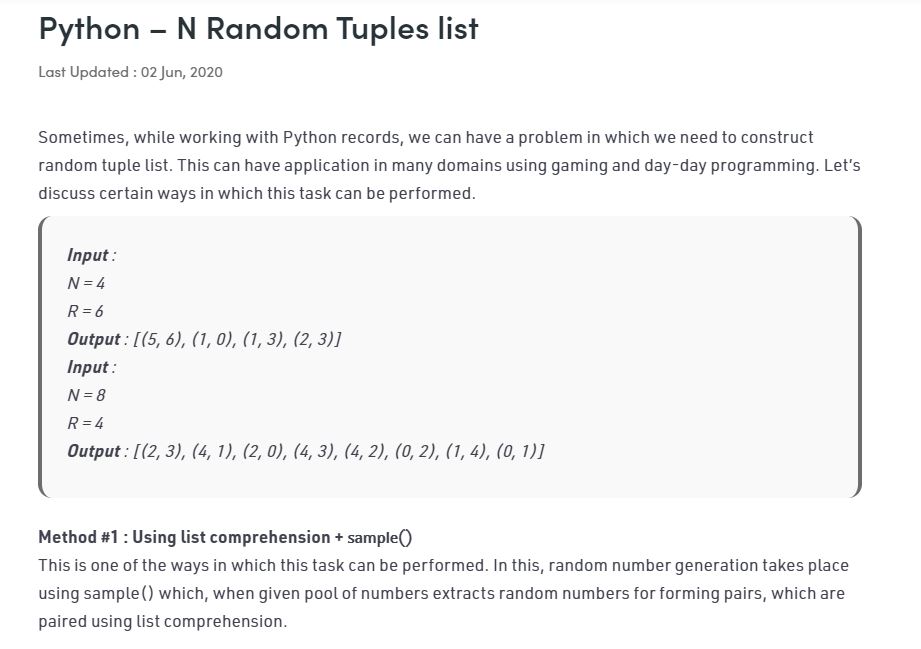 Python – N Random Tuples list
Last Updated : 02 Jun, 2020
Sometimes, while working with Python records, we can have a problem in which we need to construct
random tuple list. This can have application in many domains using gaming and day-day programming. Let's
discuss certain ways in which this task can be performed.
Input :
N = 4
R = 6
Output : [(5, 6), (1, 0), (1, 3), (2, 3)]
Input :
N = 8
R = 4
Output : [(2, 3), (4, 1), (2, 0), (4, 3), (4, 2), (0, 2), (1, 4), (0, 1)]
Method #1 : Using list comprehension + sample()
This is one of the ways in which this task can be performed. In this, random number generation takes place
using sample() which, when given pool of numbers extracts random numbers for forming pairs, which are
paired using list comprehension.